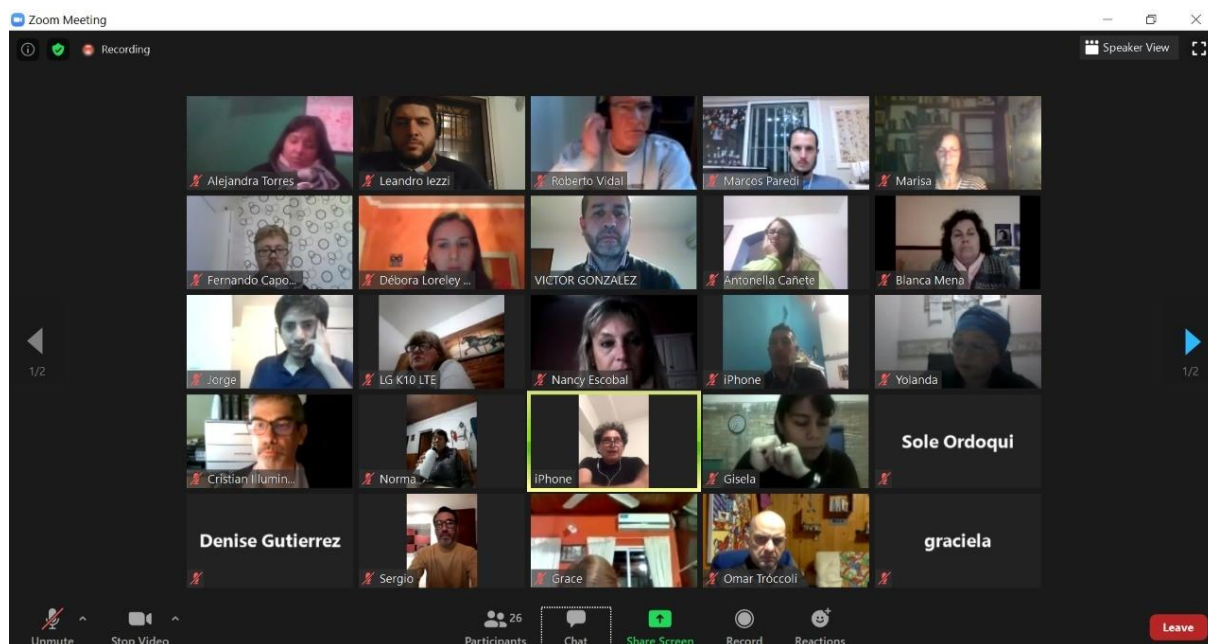 Zoom Meeting
Recording
Speaker View
Alejandra Torres
Leandro Iezzi
Roberto Vidal
Marcos Paredi
Marisa
Fernando Capo...
Débora Loreley ...
VICTOR GONZALEZ
Antonella Cañete
Blanca Mena
1/2
Jorge
LG K10 LTE
Nancy Escobal
iPhone
Yolanda
1/2
Cristian Illumin...
Norma
iPhone
Gisela
Sole Ordoqui
Denise Gutierrez
Sergio
Grace
Omar Tróccoli
graciela
26
Unmute
Stop Video
Participants
Chat
Share Screen
Record
Reactions
Leave